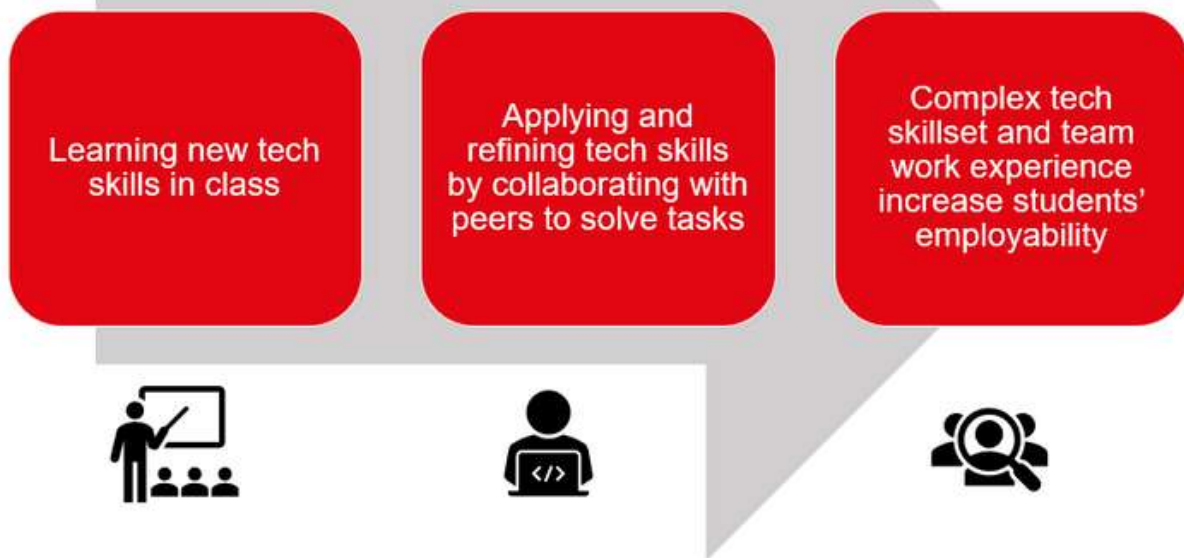 Learning new tech
skills in class
Applying and
refining tech skills
by collaborating with
peers to solve tasks
Complex tech
skillset and team
work experience
increase students’
employability
</>